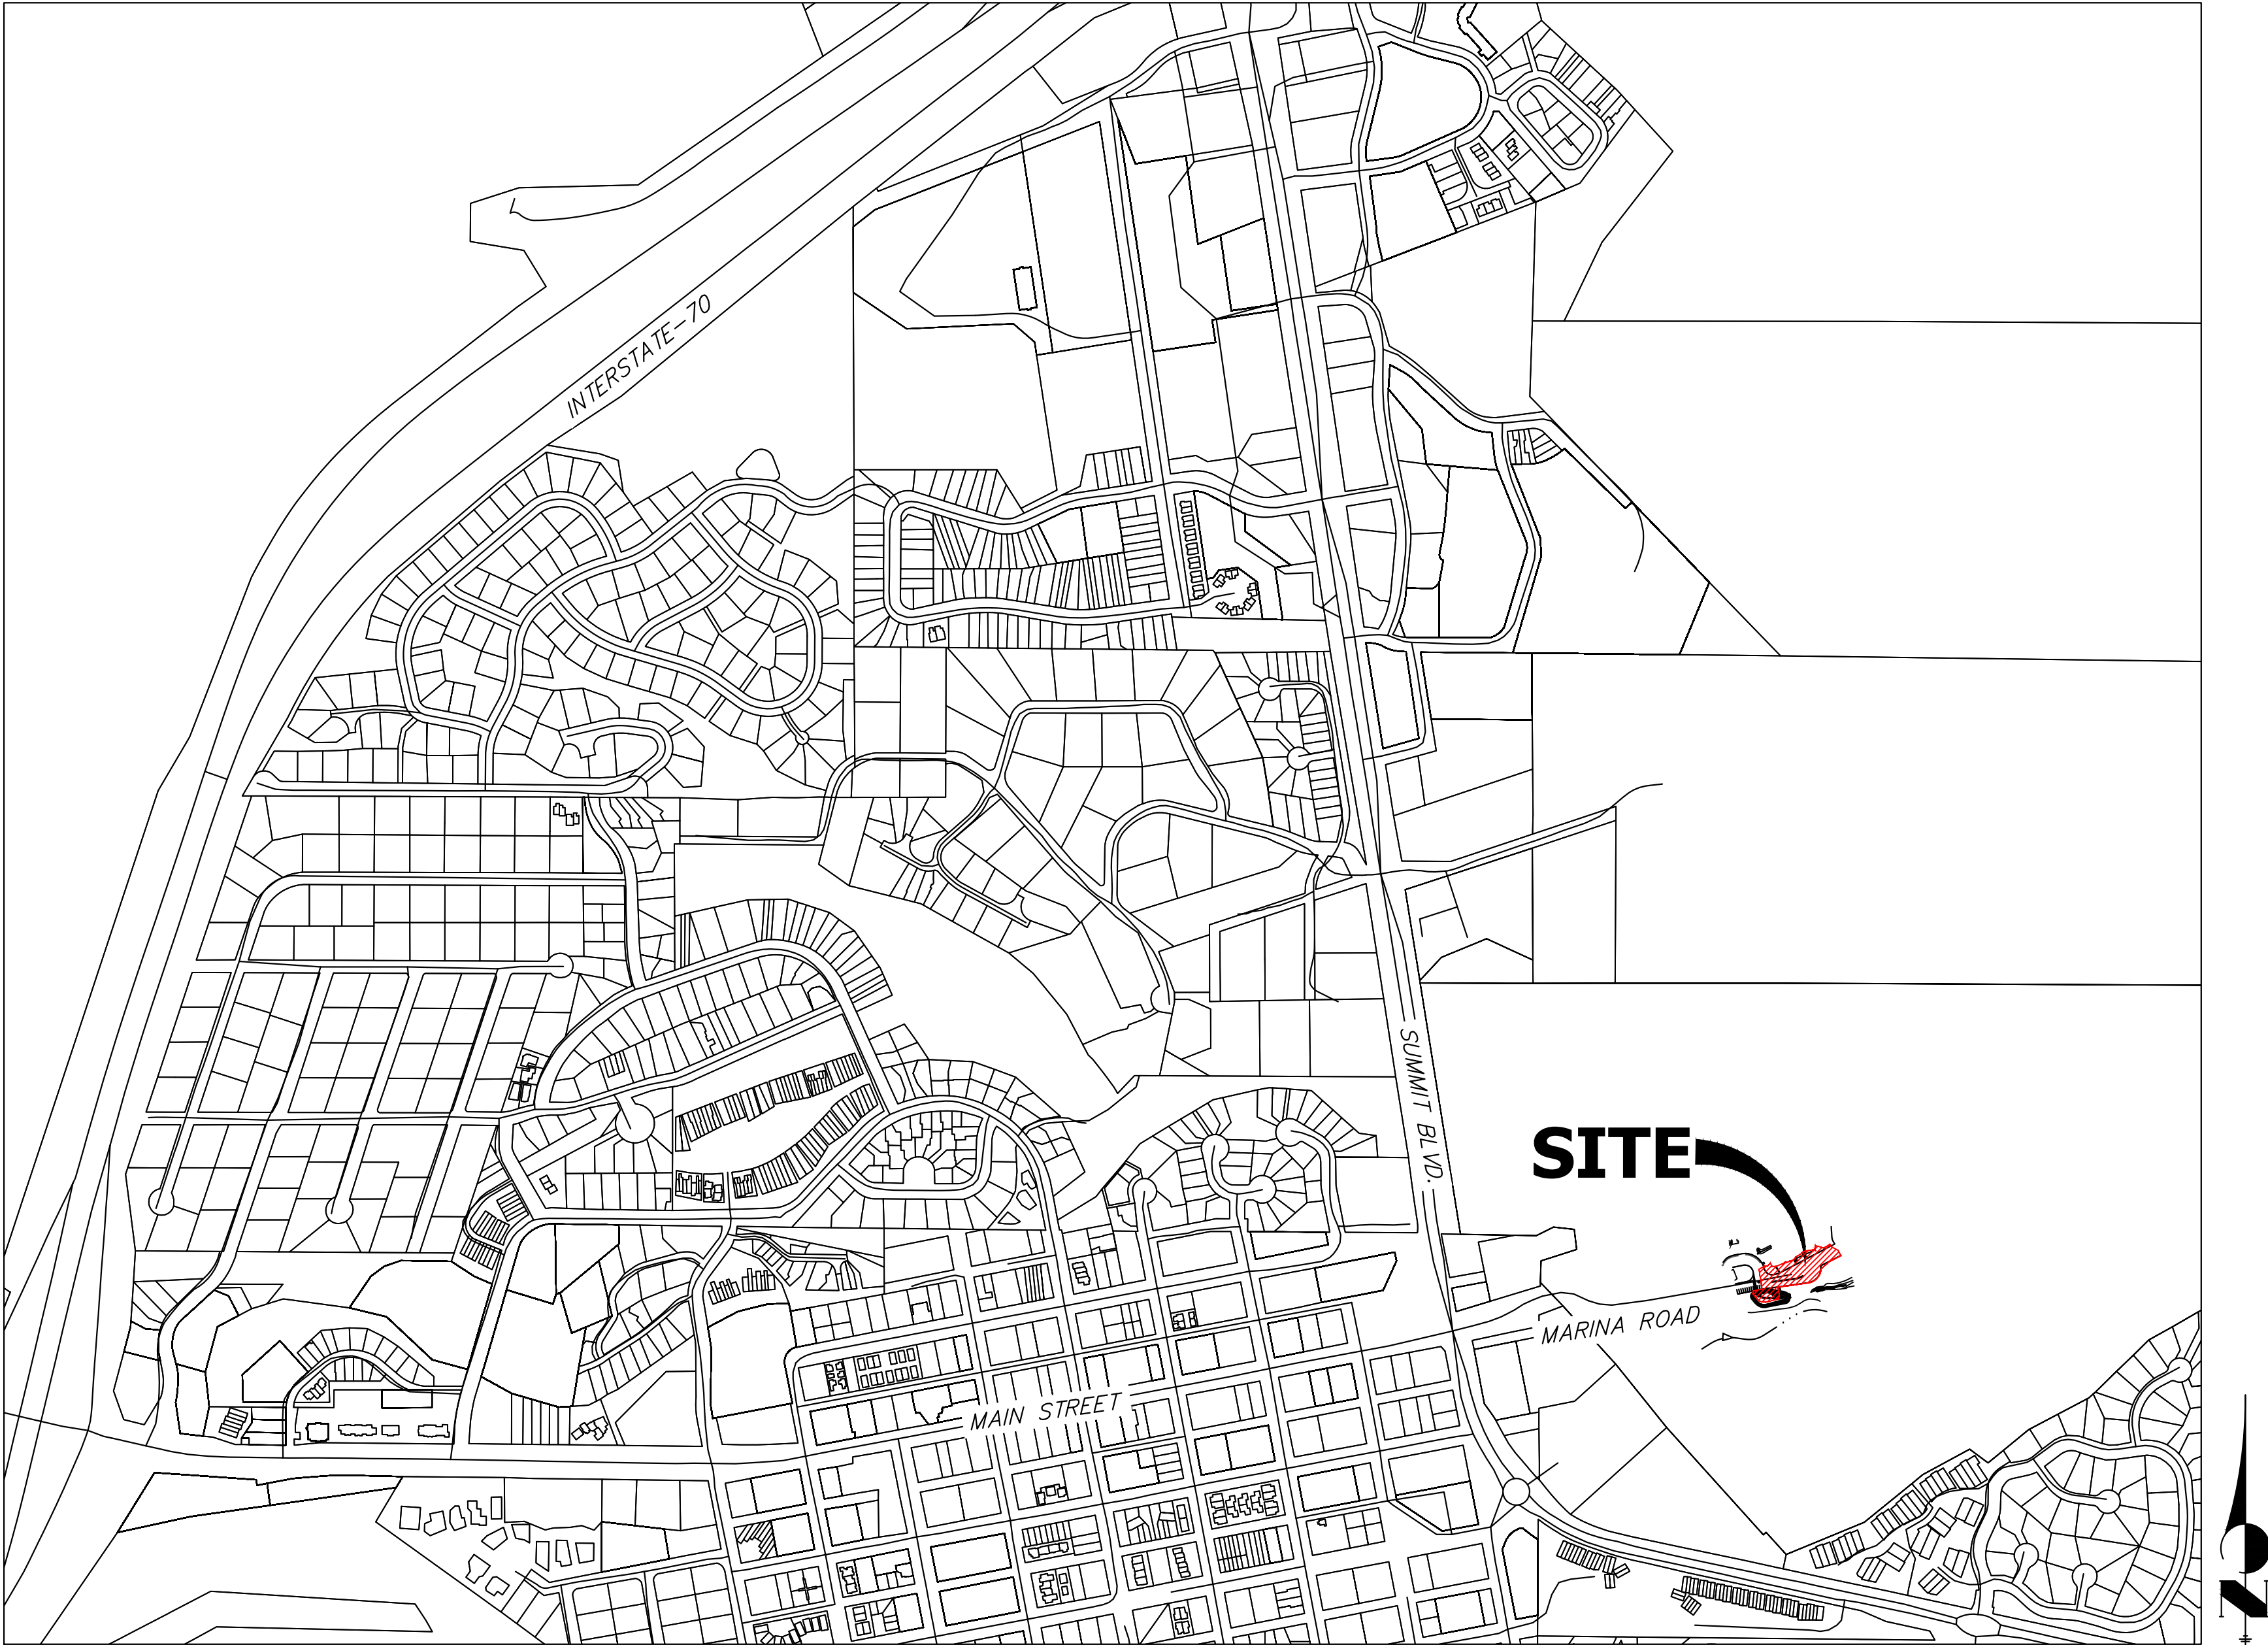 INTERSTATE-70
SUMMIT BLVD.
SITE
MARINA ROAD
MAIN STREET
N